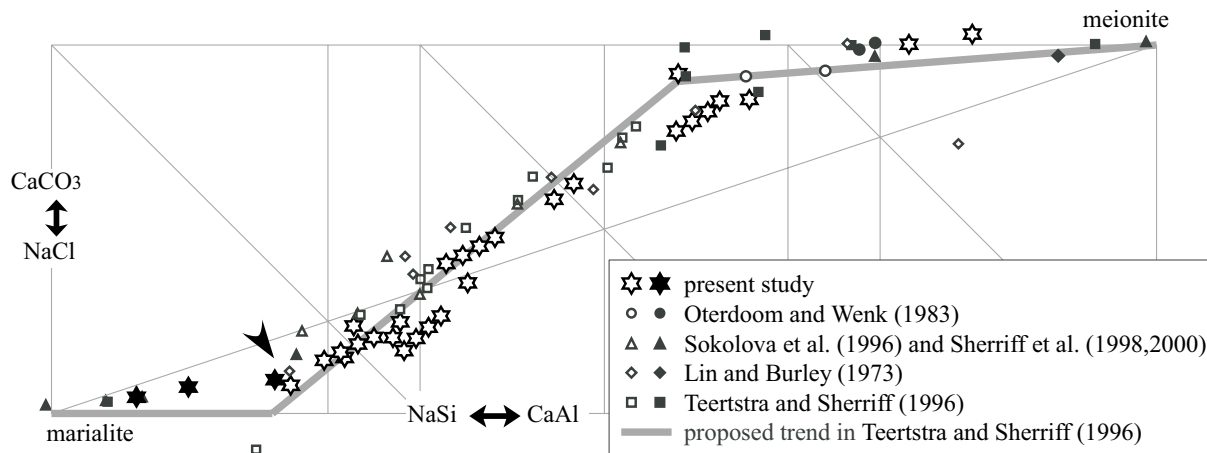 meionite
CaCO3
NaCl
marialite
NaSi CaAl
present study
Oterdoom and Wenk (1983)
Sokolova et al. (1996) and Sherriff et al. (1998,2000)
Lin and Burley (1973)
Teertstra and Sherriff (1996)
proposed trend in Teertstra and Sherriff (1996)